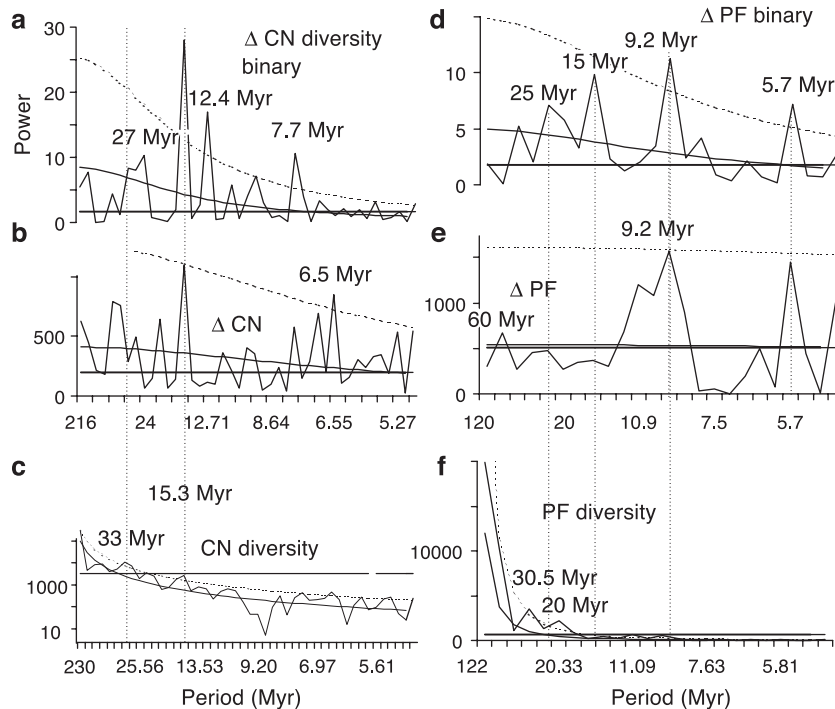 a
30
Δ CN diversity
binary
20
12.4 Myr
Power
27 Myr
7.7 Myr
10
0
b
6.5 Myr
500
Δ CN
0
216 24 12.71 8.64 6.55 5.27
c
15.3 Myr
33 Myr
CN diversity
1000
10
230 25.56 13.53 9.20 6.97 5.61
Period (Myr)
d
Δ PF binary
9.2 Myr
15 Myr
10
25 Myr
5.7 Myr
5
0
e
9.2 Myr
1000
Δ PF
60 Myr
0
120 20 10.9 7.5 5.7
f
PF diversity
10000
30.5 Myr
20 Myr
0
122 20.33 11.09 7.63 5.81
Period (Myr)